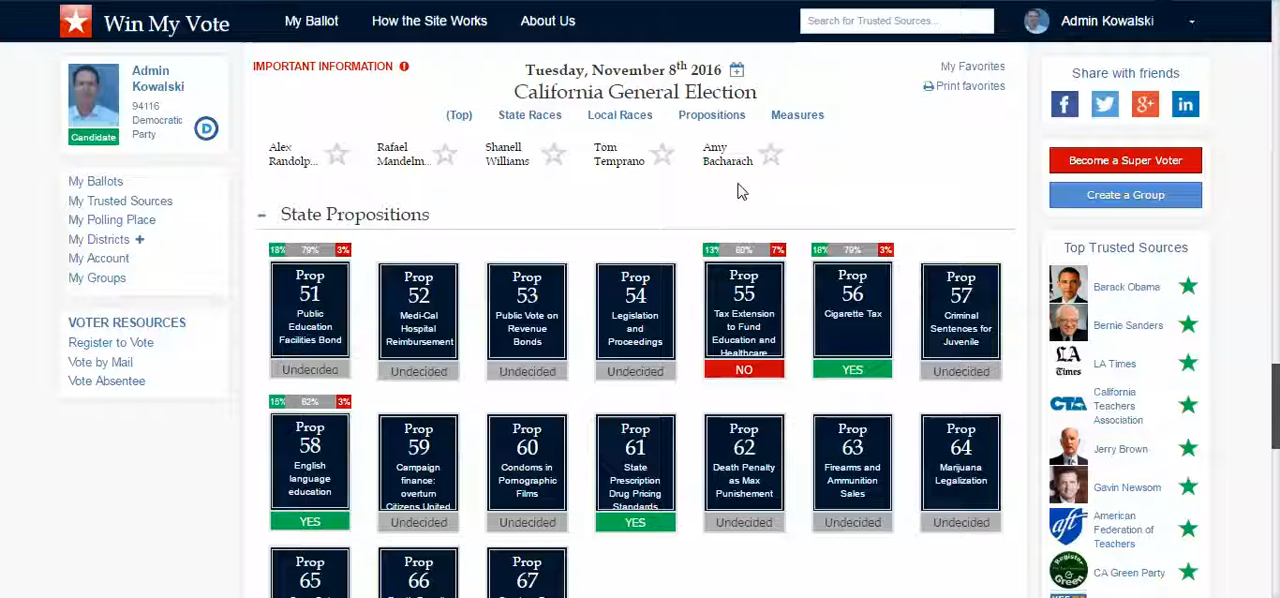 Win My Vote
My Ballot
How the Site Works
About Us
Search for Trusted Sources...
Admin Kowalski
Admin
Kowalski
94116
Democratic
Party
D
Candidate
My Ballots
My Trusted Sources
My Polling Place
My Districts +
My Account
My Groups
VOTER RESOURCES
Register to Vote
Vote by Mail
Vote Absentee
IMPORTANT INFORMATION
Tuesday, November 8th 2016
California General Election
My Favorites
Print favorites
(Top) State Races Local Races Propositions Measures
Alex
Randolp...
Rafael
Mandelm...
Shanell
Williams
Tom
Temprano
Amy
Bacharach
− State Propositions
18% 79% 3%
Prop
51
Public
Education
Facilities Bond
Undecided
Prop
52
Medi-Cal
Hospital
Reimbursement
Undecided
Prop
53
Public Vote on
Revenue
Bonds
Undecided
Prop
54
Legislation
and
Proceedings
Undecided
13% 80% 7%
Prop
55
Tax Extension
to Fund
Education and
Healthcare
NO
18% 79% 3%
Prop
56
Cigarette Tax
YES
Prop
57
Criminal
Sentences for
Juvenile
Undecided
15% 82% 3%
Prop
58
English
language
education
YES
Prop
59
Campaign
finance:
overturn
Citizens United
Undecided
Prop
60
Condoms in
Pornographic
Films
Undecided
Prop
61
State
Prescription
Drug Pricing
Standards
YES
Prop
62
Death Penalty
as Max
Punishement
Undecided
Prop
63
Firearms and
Ammunition
Sales
Undecided
Prop
64
Marijuana
Legalization
Undecided
Prop
65
Prop
66
Prop
67
Share with friends
f
g+
in
Become a Super Voter
Create a Group
Top Trusted Sources
Barack Obama
Bernie Sanders
LA
Times
LA Times
CTA
California
Teachers
Association
Jerry Brown
Gavin Newsom
aft
American
Federation of
Teachers
Register
Green
CA Green Party